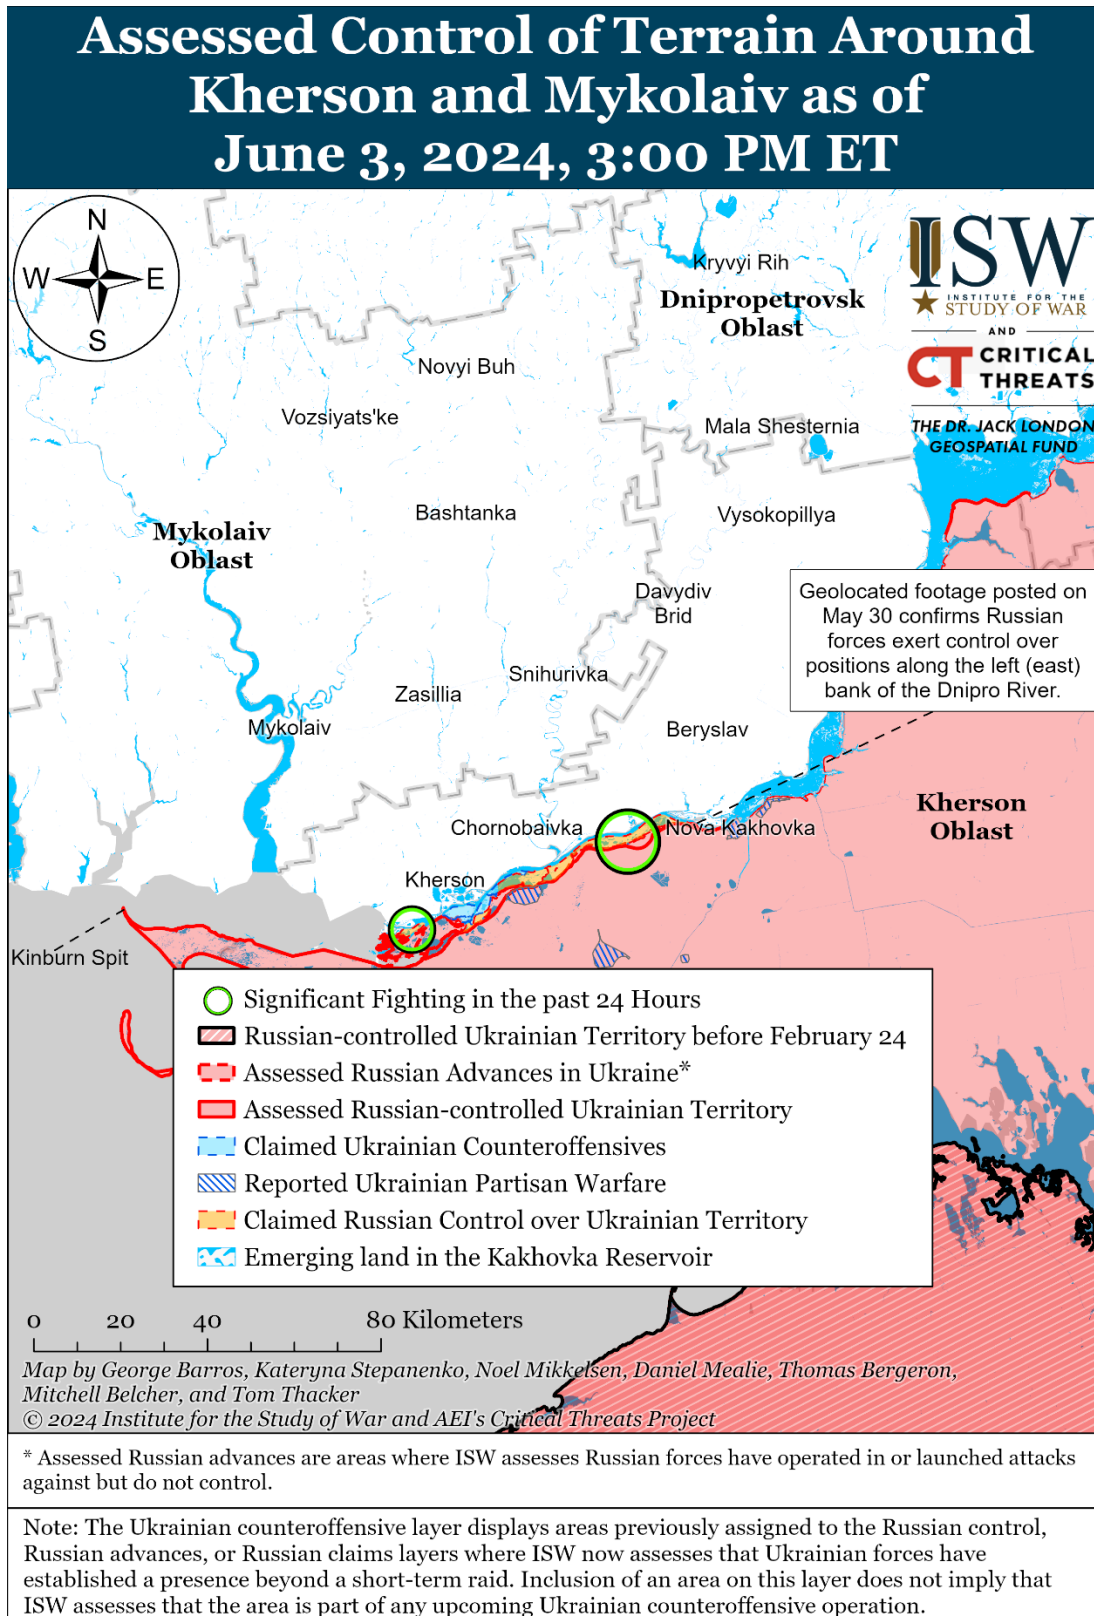 Assessed Control of Terrain Around
Kherson and Mykolaiv as of
June 3, 2024, 3:00 PM ET
N
W
E
S
Kryvyi Rih
Dnipropetrovsk
Oblast
ISW
INSTITUTE FOR THE
STUDY OF WAR
AND
CT CRITICAL
THREATS
THE DR. JACK LONDON
GEOSPATIAL FUND
Novyi Buh
Vozsiyats'ke
Mala Shesternia
Bashtanka
Vysokopillya
Mykolaiv
Oblast
Davydiv
Brid
Geolocated footage posted on
May 30 confirms Russian
forces exert control over
positions along the left (east)
bank of the Dnipro River.
Snihurivka
Zasillia
Mykolaiv
Beryslav
Kherson
Oblast
Chornobaivka
Nova Kakhovka
Kherson
Kinburn Spit
Significant Fighting in the past 24 Hours
Russian-controlled Ukrainian Territory before February 24
Assessed Russian Advances in Ukraine*
Assessed Russian-controlled Ukrainian Territory
Claimed Ukrainian Counteroffensives
Reported Ukrainian Partisan Warfare
Claimed Russian Control over Ukrainian Territory
Emerging land in the Kakhovka Reservoir
0 20 40 80 Kilometers
Map by George Barros, Kateryna Stepanenko, Noel Mikkelsen, Daniel Mealie, Thomas Bergeron,
Mitchell Belcher, and Tom Thacker
© 2024 Institute for the Study of War and AEI's Critical Threats Project
* Assessed Russian advances are areas where ISW assesses Russian forces have operated in or launched attacks
against but do not control.
Note: The Ukrainian counteroffensive layer displays areas previously assigned to the Russian control,
Russian advances, or Russian claims layers where ISW now assesses that Ukrainian forces have
established a presence beyond a short-term raid. Inclusion of an area on this layer does not imply that
ISW assesses that the area is part of any upcoming Ukrainian counteroffensive operation.